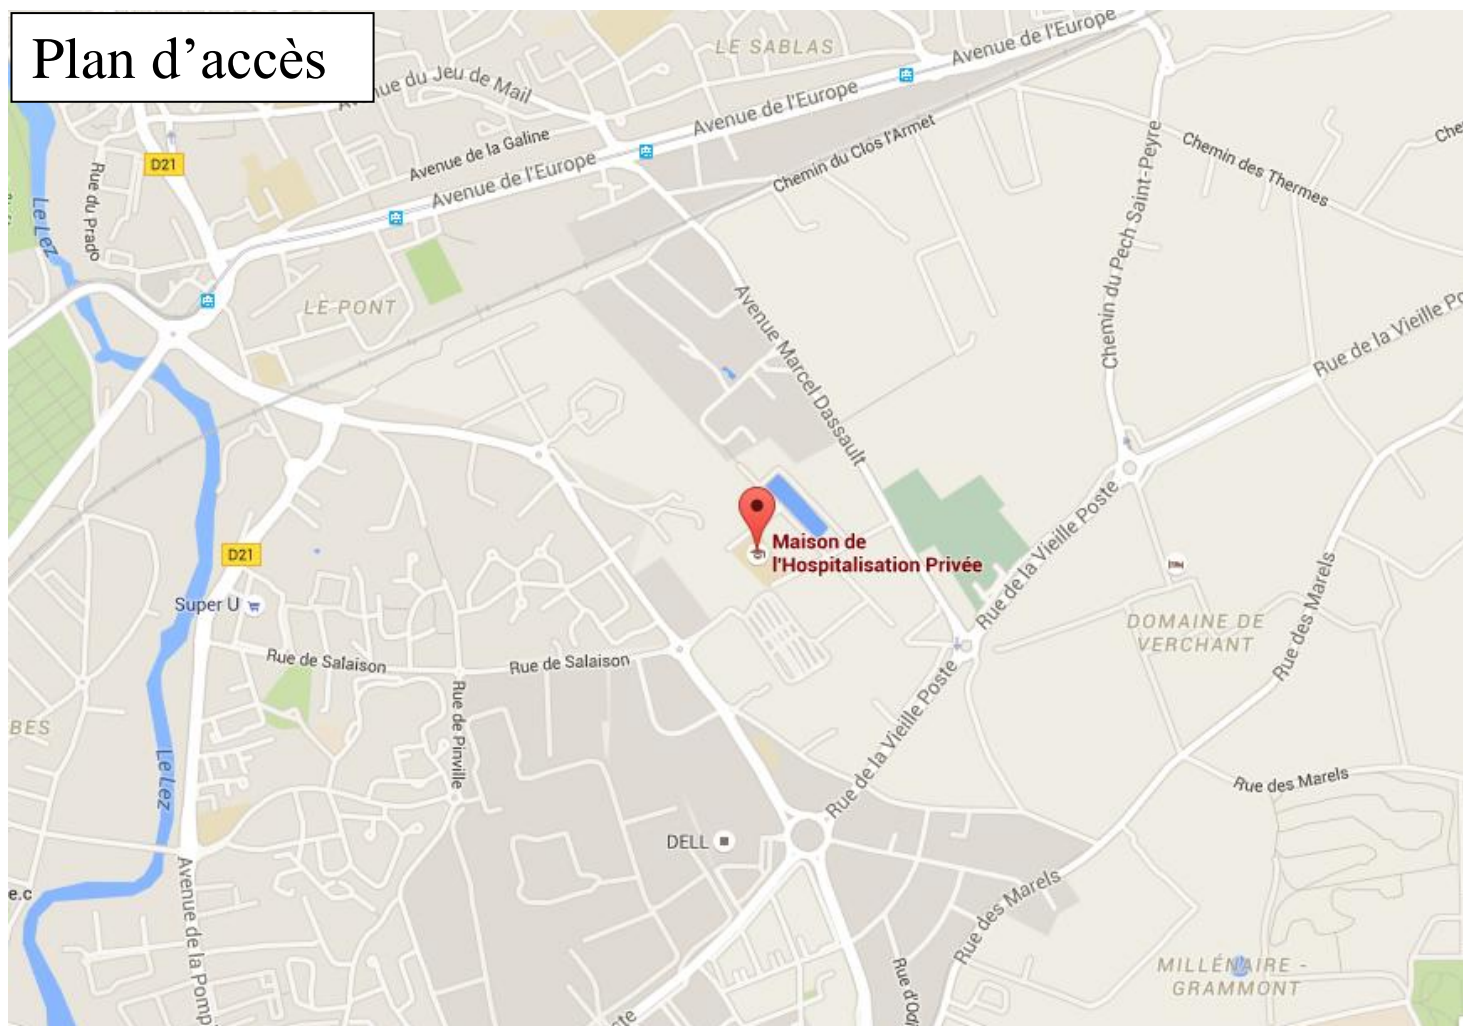 Plan d’accès
LE SABLAS
Avenue de l'Europe
Avenue du Jeu de Mail
Avenue de l'Europe
Avenue de la Galine
Avenue de l'Europe
Chemin du Clos l'Armet
Chemin des Thermes
Che
D21
Rue du Prado
Le Lez
Chemin du Pech Saint-Peyre
LE PONT
Avenue Marcel Dassault
Rue de la Vieille Po
Rue de la Vieille Poste
Maison de
l'Hospitalisation Privée
D21
Super U
Rue de Salaison
Rue de Salaison
DOMAINE DE
VERCHANT
Rue des Marels
Rue de Pinville
Rue de la Vieille Poste
BES
Le Lez
Rue des Marels
DELL
e.c
Avenue de la Pomp
Rue des Marels
Rue d'Od
MILLÉNAIRE -
GRAMMONT
te